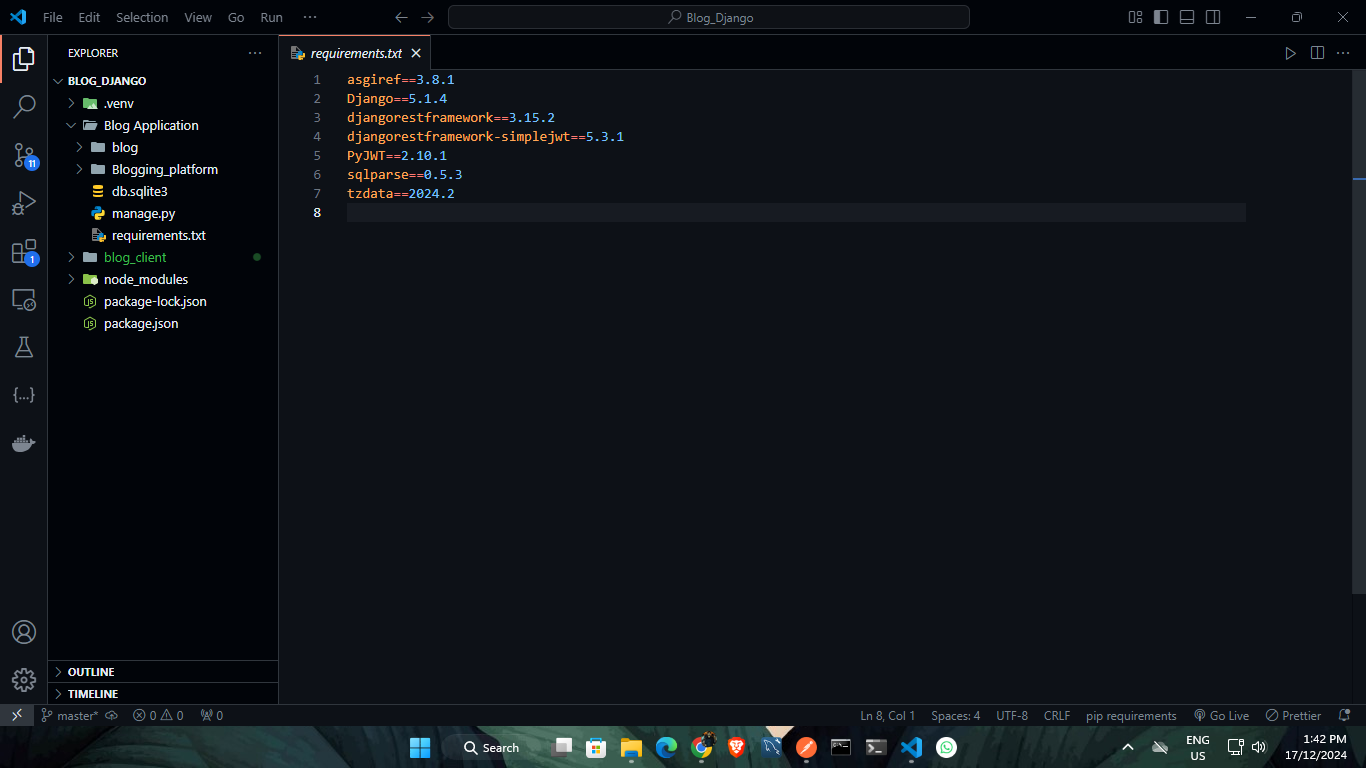 File Edit Selection View Go Run ···
Blog_Django
EXPLORER ···
BLOG_DJANGO
.venv
Blog Application
blog
Blogging_platform
db.sqlite3
manage.py
requirements.txt
blog_client
node_modules
package-lock.json
package.json
OUTLINE
TIMELINE
11
1
requirements.txt
1 asgiref==3.8.1
2 Django==5.1.4
3 djangorestframework==3.15.2
4 djangorestframework-simplejwt==5.3.1
5 PyJWT==2.10.1
6 sqlparse==0.5.3
7 tzdata==2024.2
8
master* 0 0 0 Ln 8, Col 1 Spaces: 4 UTF-8 CRLF pip requirements Go Live Prettier
Search
ENG
US
1:42 PM
17/12/2024